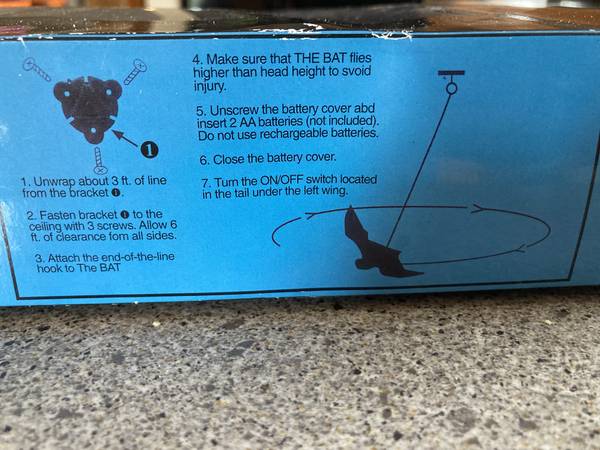 1. Unwrap about 3 ft. of line
from the bracket ❶.
2. Fasten bracket ❶ to the
ceiling with 3 screws. Allow 6
ft. of clearance fom all sides.
3. Attach the end-of-the-line
hook to The BAT
❶
4. Make sure that THE BAT flies
higher than head height to svoid
injury.
5. Unscrew the battery cover abd
insert 2 AA batteries (not included).
Do not use rechargeable batteries.
6. Close the battery cover.
7. Turn the ON/OFF switch located
in the tail under the left wing.